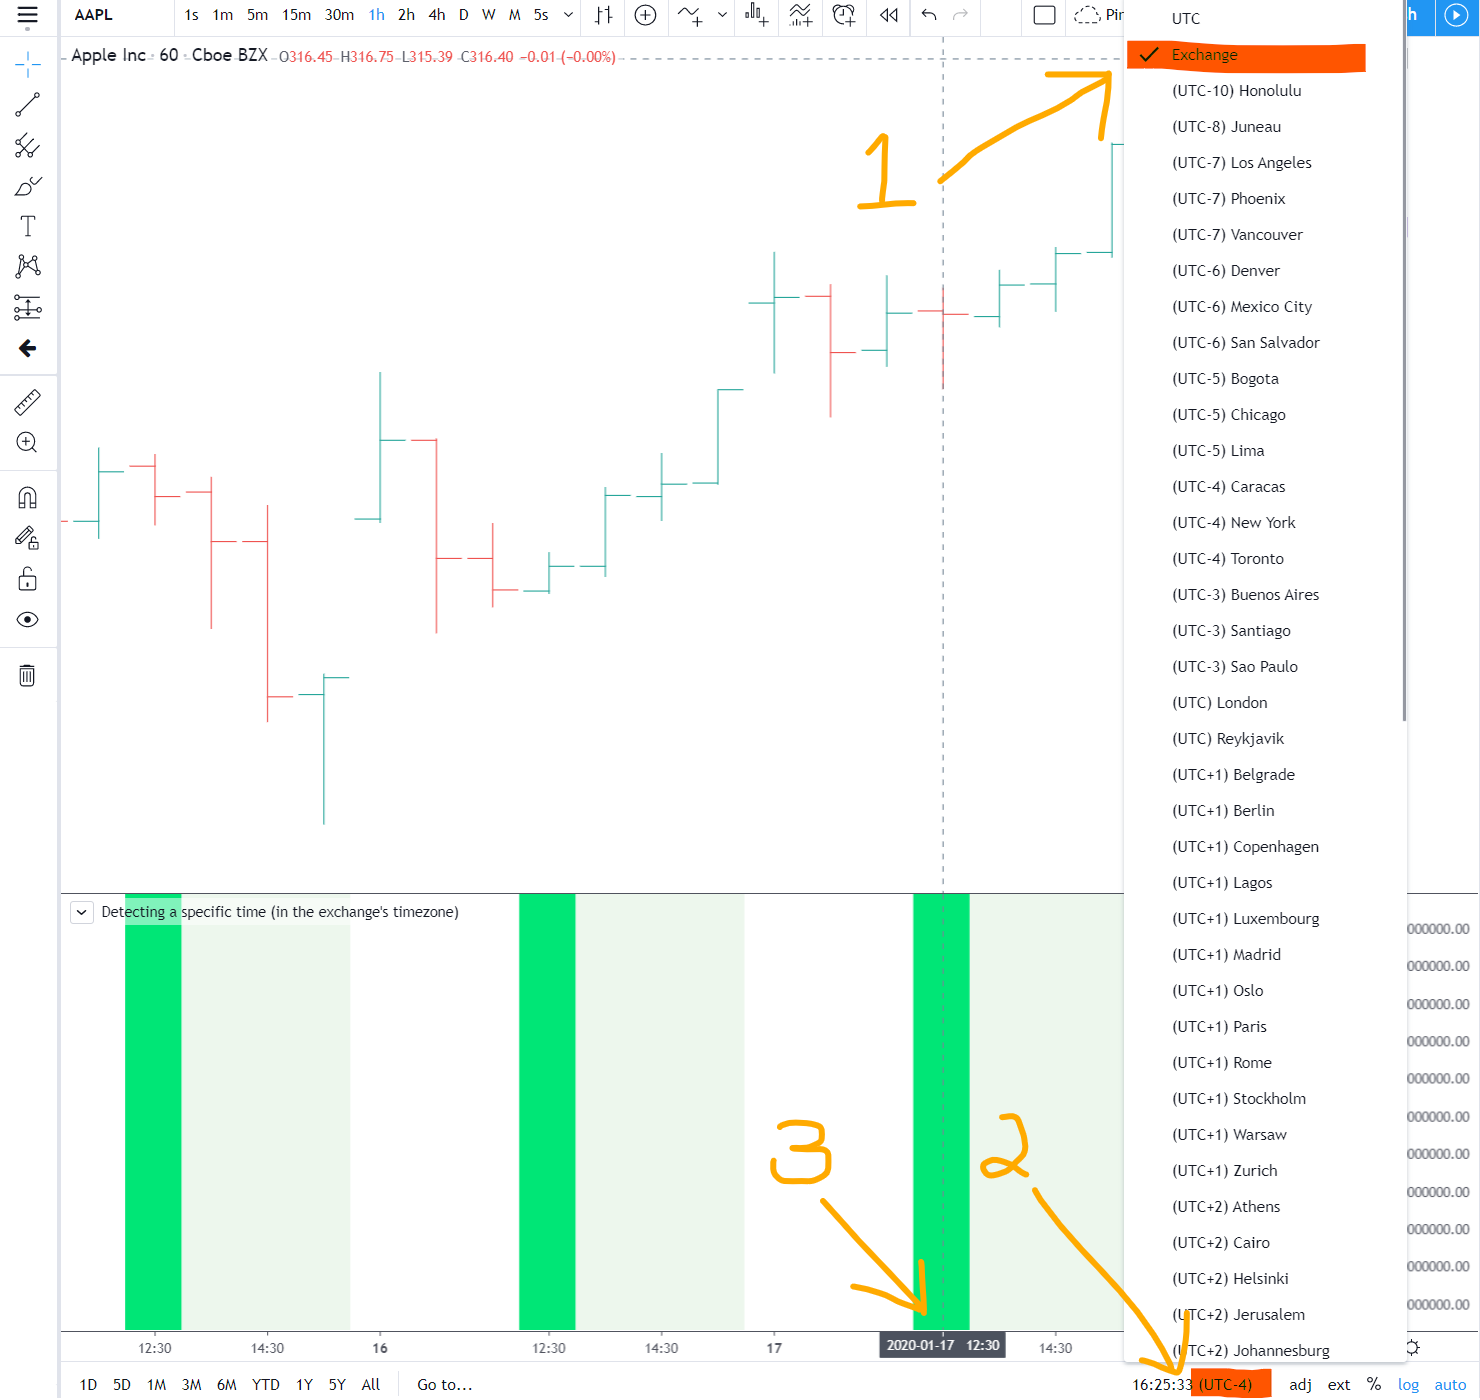 AAPL 1s 1m 5m 15m 30m 1h 2h 4h D W M 5s
Apple Inc · 60 · Cboe BZX O316.45 H316.75 L315.39 C316.40 −0.01 (−0.00%)
UTC
Exchange
(UTC-10) Honolulu
(UTC-8) Juneau
(UTC-7) Los Angeles
(UTC-7) Phoenix
(UTC-7) Vancouver
(UTC-6) Denver
(UTC-6) Mexico City
(UTC-6) San Salvador
(UTC-5) Bogota
(UTC-5) Chicago
(UTC-5) Lima
(UTC-4) Caracas
(UTC-4) New York
(UTC-4) Toronto
(UTC-3) Buenos Aires
(UTC-3) Santiago
(UTC-3) Sao Paulo
(UTC) London
(UTC) Reykjavik
(UTC+1) Belgrade
(UTC+1) Berlin
(UTC+1) Copenhagen
(UTC+1) Lagos
(UTC+1) Luxembourg
(UTC+1) Madrid
(UTC+1) Oslo
(UTC+1) Paris
(UTC+1) Rome
(UTC+1) Stockholm
(UTC+1) Warsaw
(UTC+1) Zurich
(UTC+2) Athens
(UTC+2) Cairo
(UTC+2) Helsinki
(UTC+2) Jerusalem
(UTC+2) Johannesburg
1
Detecting a specific time (in the exchange's timezone)
000000.00
000000.00
000000.00
000000.00
000000.00
000000.00
000000.00
000000.00
000000.00
000000.00
000000.00
3
2
12:30 14:30 16 12:30 14:30 17 2020-01-17 12:30 14:30
1D 5D 1M 3M 6M YTD 1Y 5Y All Go to... 16:25:33 (UTC-4) adj ext % log auto